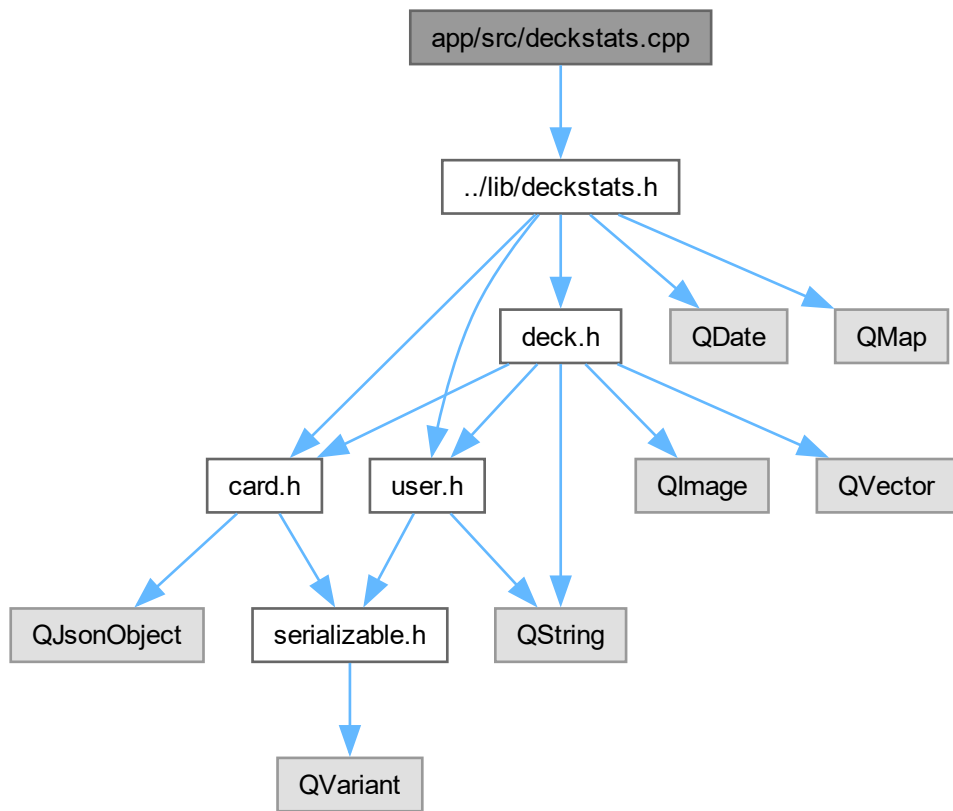 app/src/deckstats.cpp
../lib/deckstats.h
deck.h
QDate
QMap
card.h
user.h
QImage
QVector
QJsonObject
serializable.h
QString
QVariant